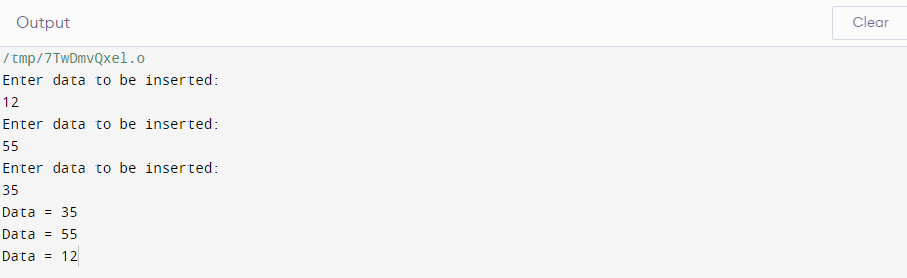 Output
Clear
/tmp/7TwDmvQxel.o
Enter data to be inserted:
12
Enter data to be inserted:
55
Enter data to be inserted:
35
Data = 35
Data = 55
Data = 12